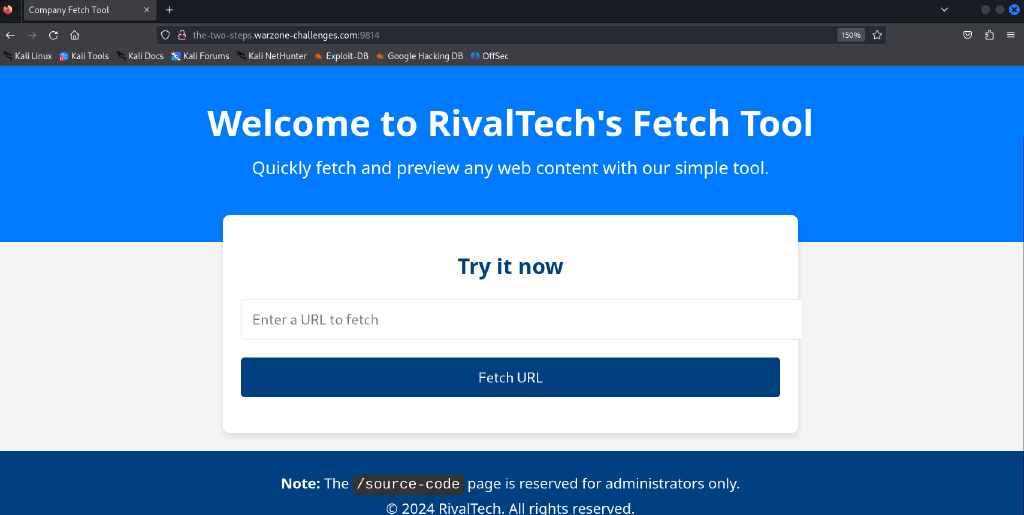 Company Fetch Tool
the-two-steps.warzone-challenges.com:9814
150%
Kali Linux Kali Tools Kali Docs Kali Forums Kali NetHunter Exploit-DB Google Hacking DB OffSec
Welcome to RivalTech's Fetch Tool
Quickly fetch and preview any web content with our simple tool.
Try it now
Enter a URL to fetch
Fetch URL
Note: The /source-code page is reserved for administrators only.
© 2024 RivalTech. All rights reserved.